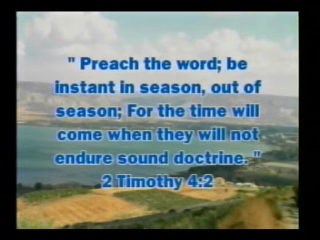 " Preach the word; be
instant in season, out of
season; For the time will
come when they will not
endure sound doctrine. "
2 Timothy 4:2